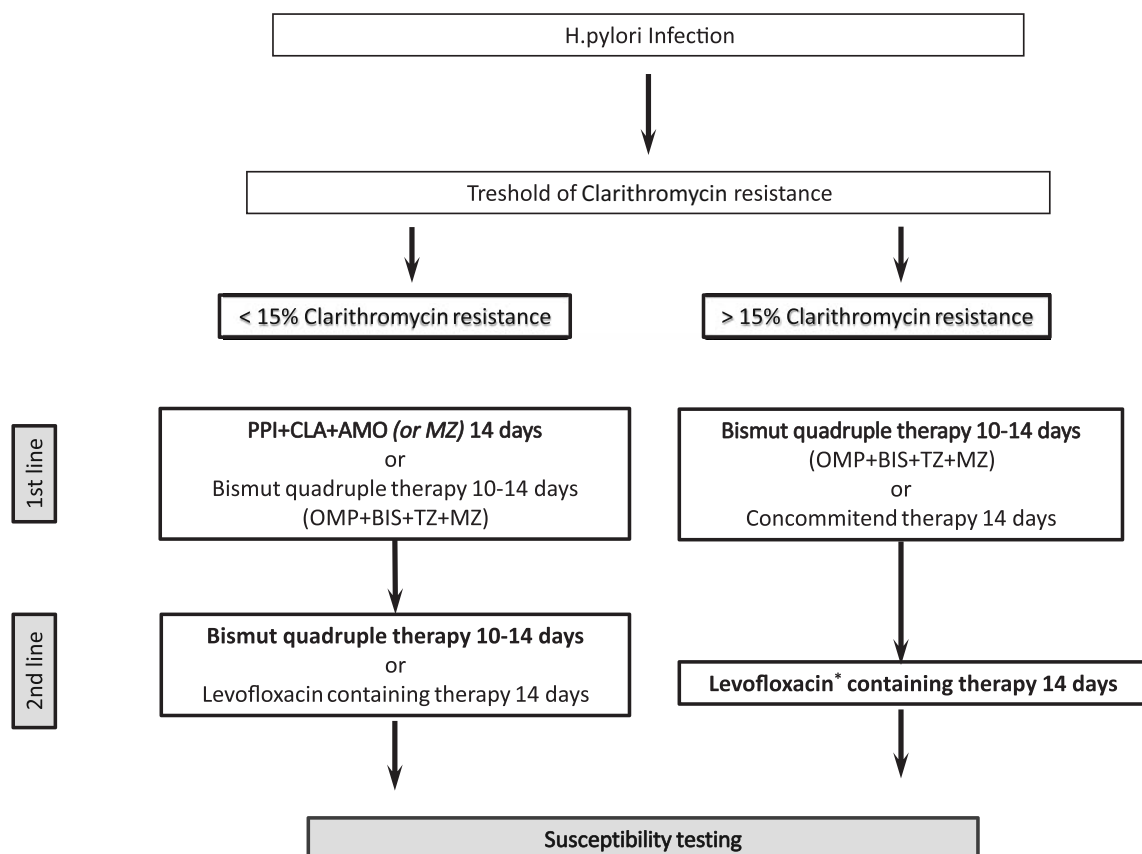 H.pylori Infection
Treshold of Clarithromycin resistance
< 15% Clarithromycin resistance
> 15% Clarithromycin resistance
1st line
PPI+CLA+AMO (or MZ) 14 days
or
Bismut quadruple therapy 10-14 days
(OMP+BIS+TZ+MZ)
Bismut quadruple therapy 10-14 days
(OMP+BIS+TZ+MZ)
or
Concommitend therapy 14 days
2nd line
Bismut quadruple therapy 10-14 days
or
Levofloxacin containing therapy 14 days
Levofloxacin* containing therapy 14 days
Susceptibility testing